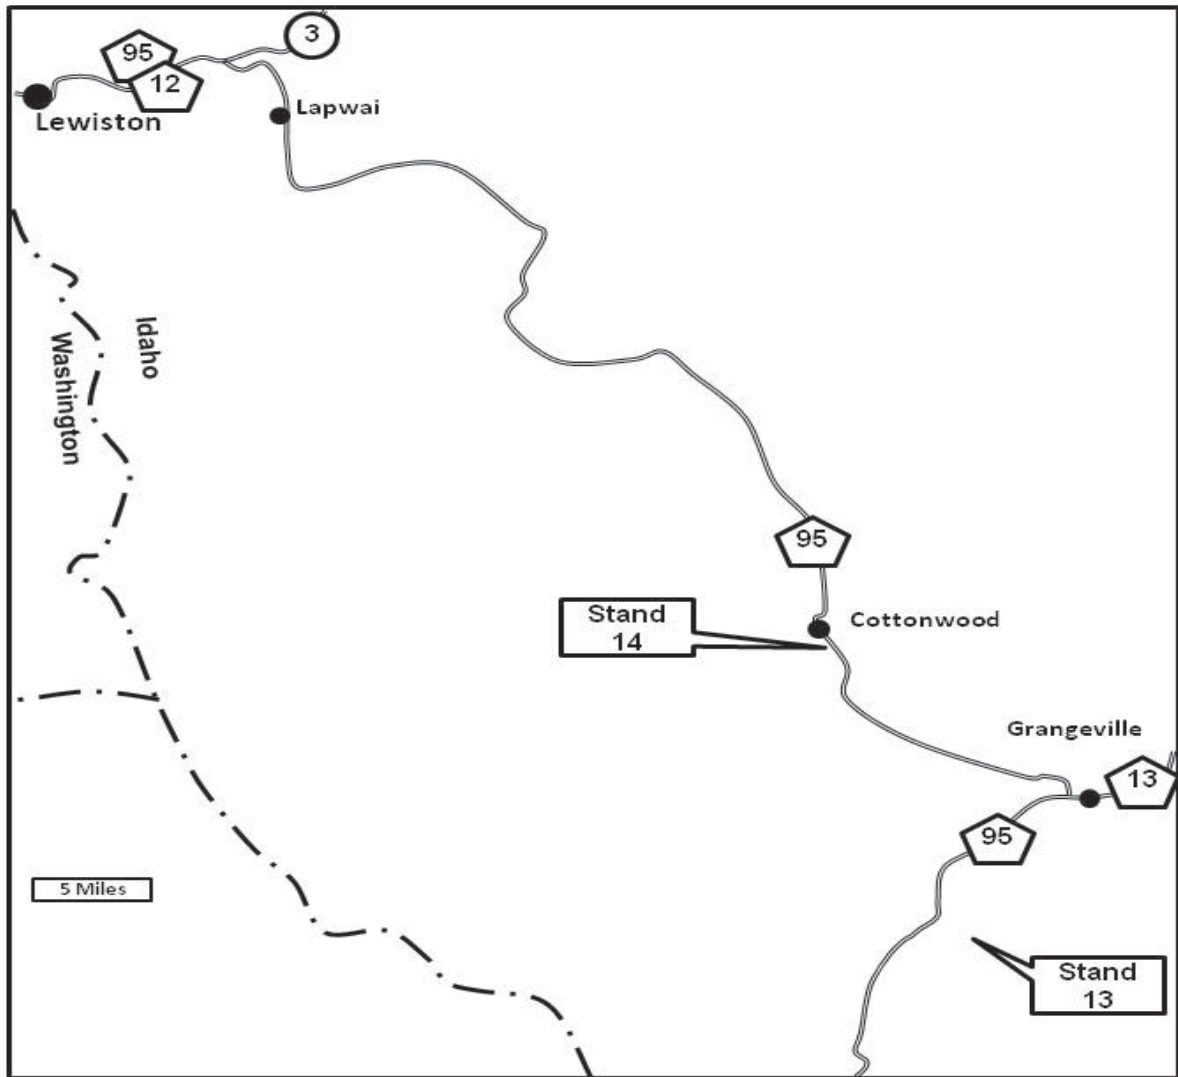 3
95
12
Lapwai
Lewiston
Idaho
Washington
95
Stand
14
Cottonwood
Grangeville
13
95
5 Miles
Stand
13